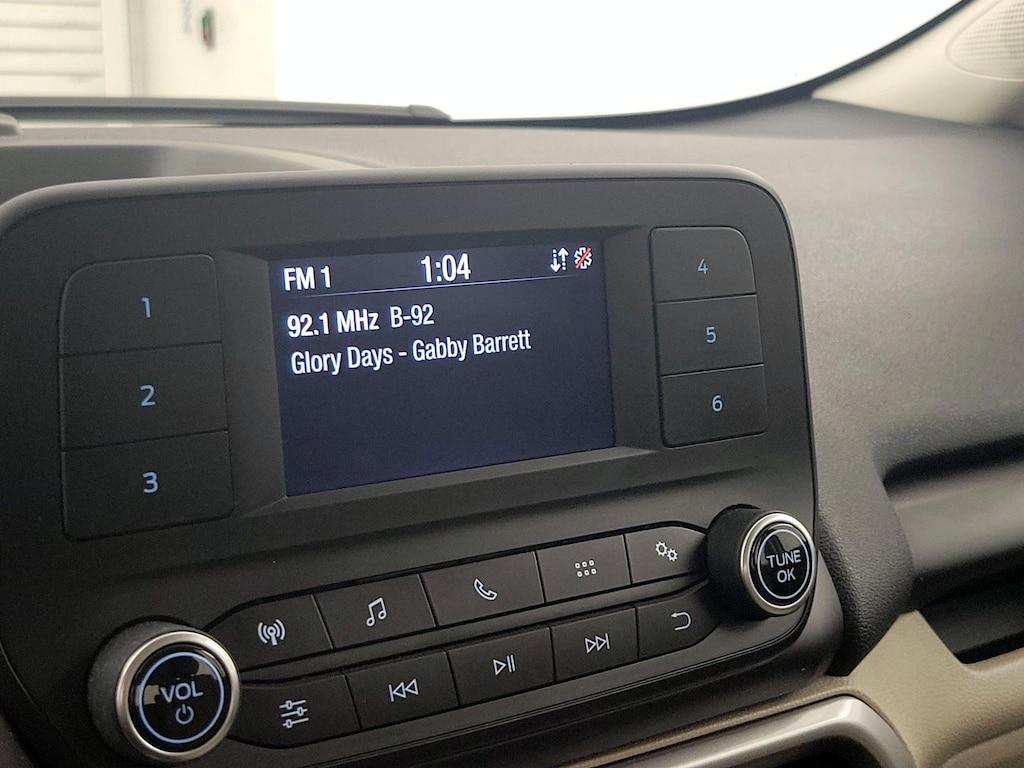 FM 1 1:04
92.1 MHz B-92
Glory Days - Gabby Barrett
1
2
3
4
5
6
VOL
TUNE
OK